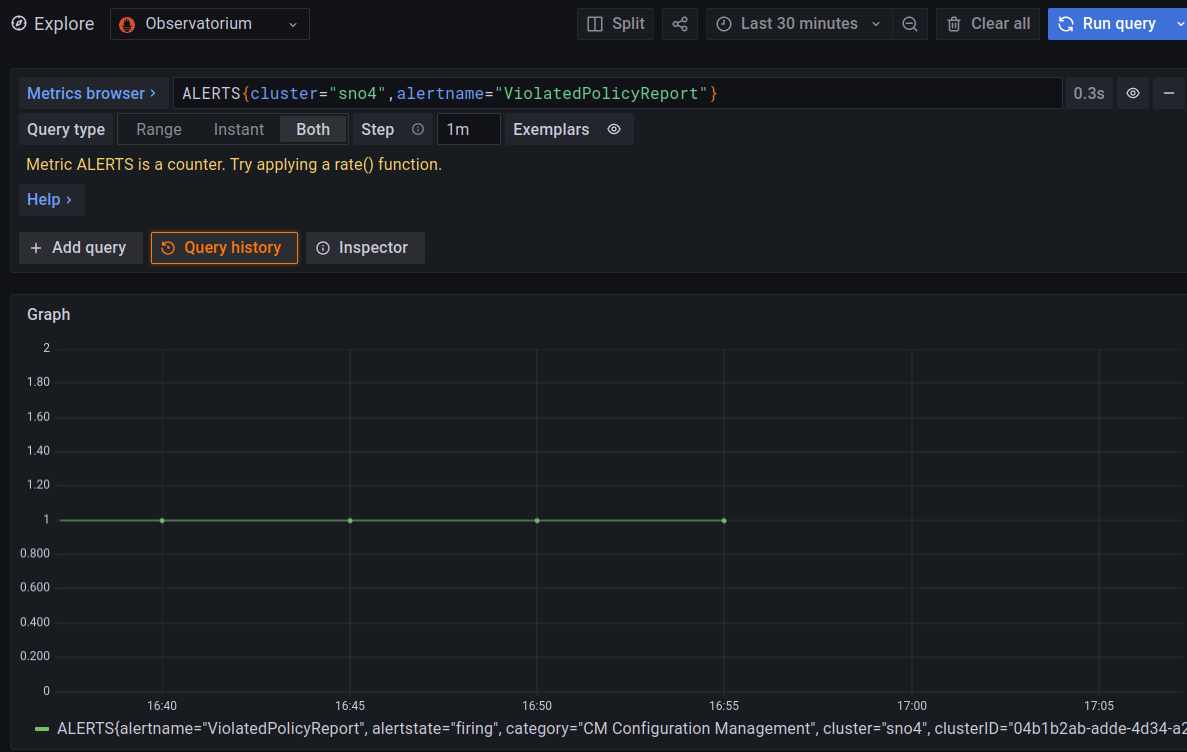 Explore Observatorium Split Last 30 minutes Clear all Run query
Metrics browser > ALERTS{cluster="sno4",alertname="ViolatedPolicyReport"} 0.3s
Query type Range Instant Both Step 1m Exemplars
Metric ALERTS is a counter. Try applying a rate() function.
Help >
+ Add query Query history Inspector
Graph
2
1.80
1.60
1.40
1.20
1
0.800
0.600
0.400
0.200
0
16:40 16:45 16:50 16:55 17:00 17:05
ALERTS{alertname="ViolatedPolicyReport", alertstate="firing", category="CM Configuration Management", cluster="sno4", clusterID="04b1b2ab-adde-4d34-a2